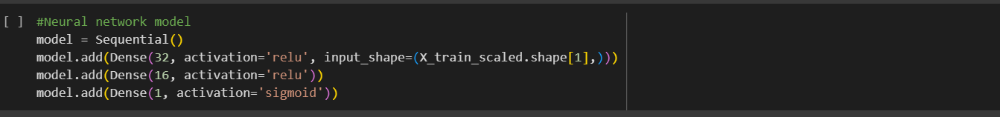 [ ] #Neural network model
model = Sequential()
model.add(Dense(32, activation='relu', input_shape=(X_train_scaled.shape[1],)))
model.add(Dense(16, activation='relu'))
model.add(Dense(1, activation='sigmoid'))